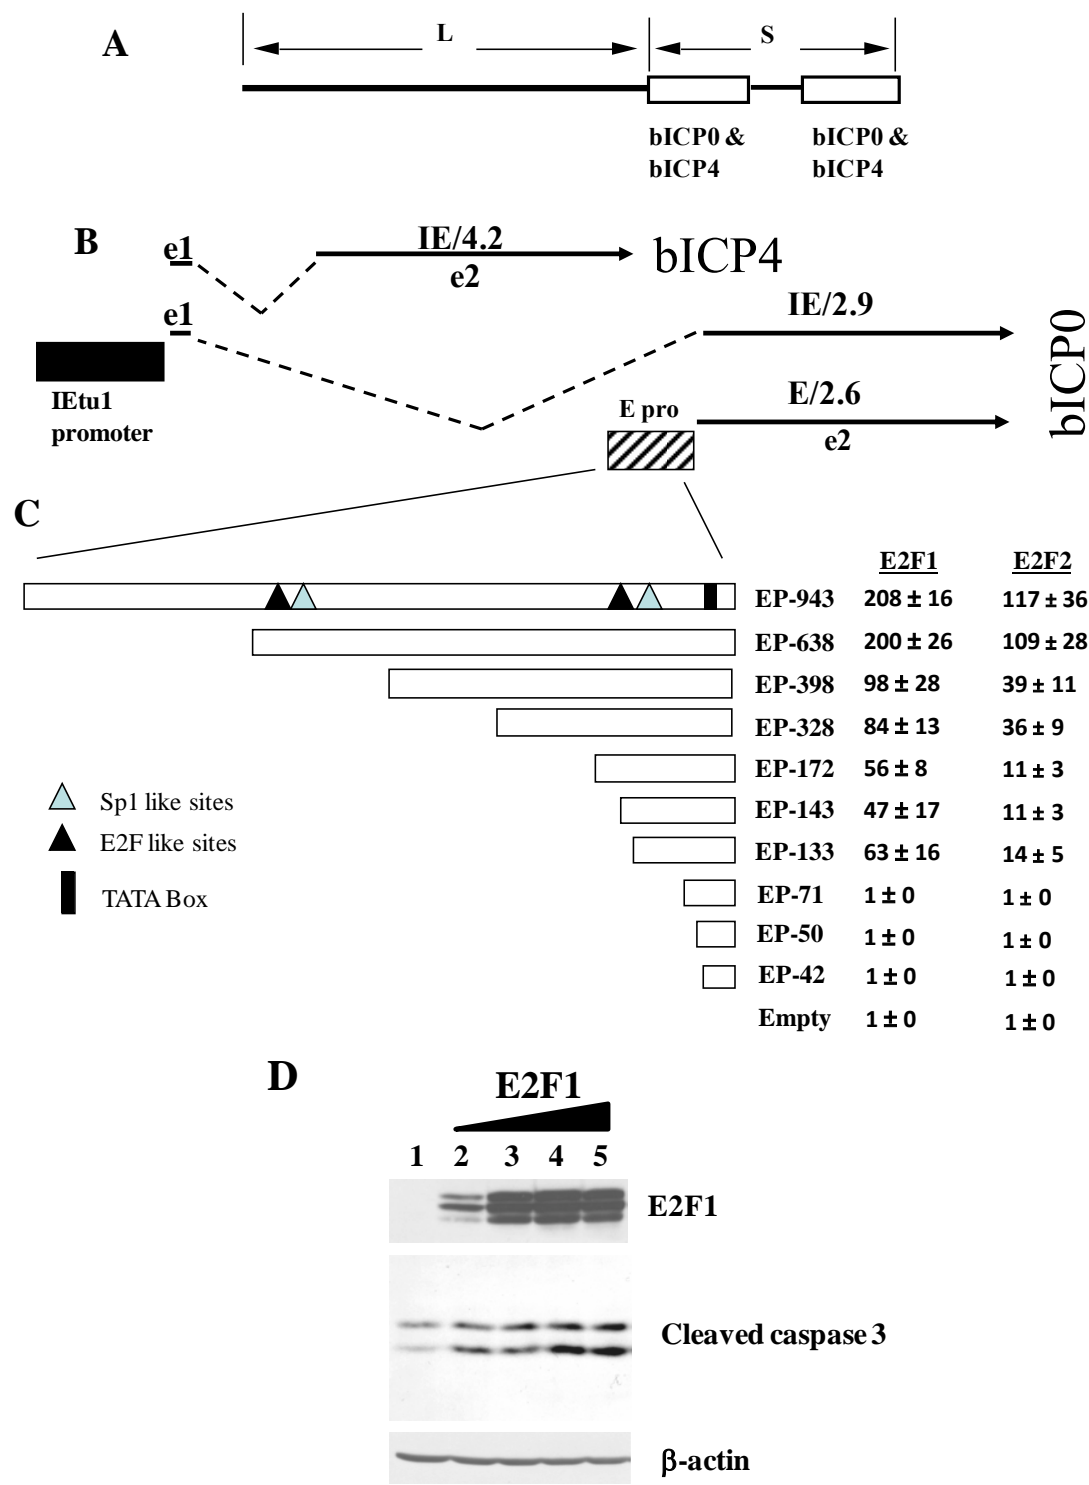 A
L
S
bICP0 &
bICP4
bICP0 &
bICP4
B
e1
IE/4.2
e2
bICP4
e1
IE/2.9
bICP0
IEtu1
promoter
E pro
E/2.6
e2
C
E2F1 E2F2
EP-943 208 ± 16 117 ± 36
EP-638 200 ± 26 109 ± 28
EP-398 98 ± 28 39 ± 11
EP-328 84 ± 13 36 ± 9
EP-172 56 ± 8 11 ± 3
EP-143 47 ± 17 11 ± 3
EP-133 63 ± 16 14 ± 5
EP-71 1 ± 0 1 ± 0
EP-50 1 ± 0 1 ± 0
EP-42 1 ± 0 1 ± 0
Empty 1 ± 0 1 ± 0
Sp1 like sites
E2F like sites
TATA Box
D
E2F1
1 2 3 4 5
E2F1
Cleaved caspase 3
β-actin